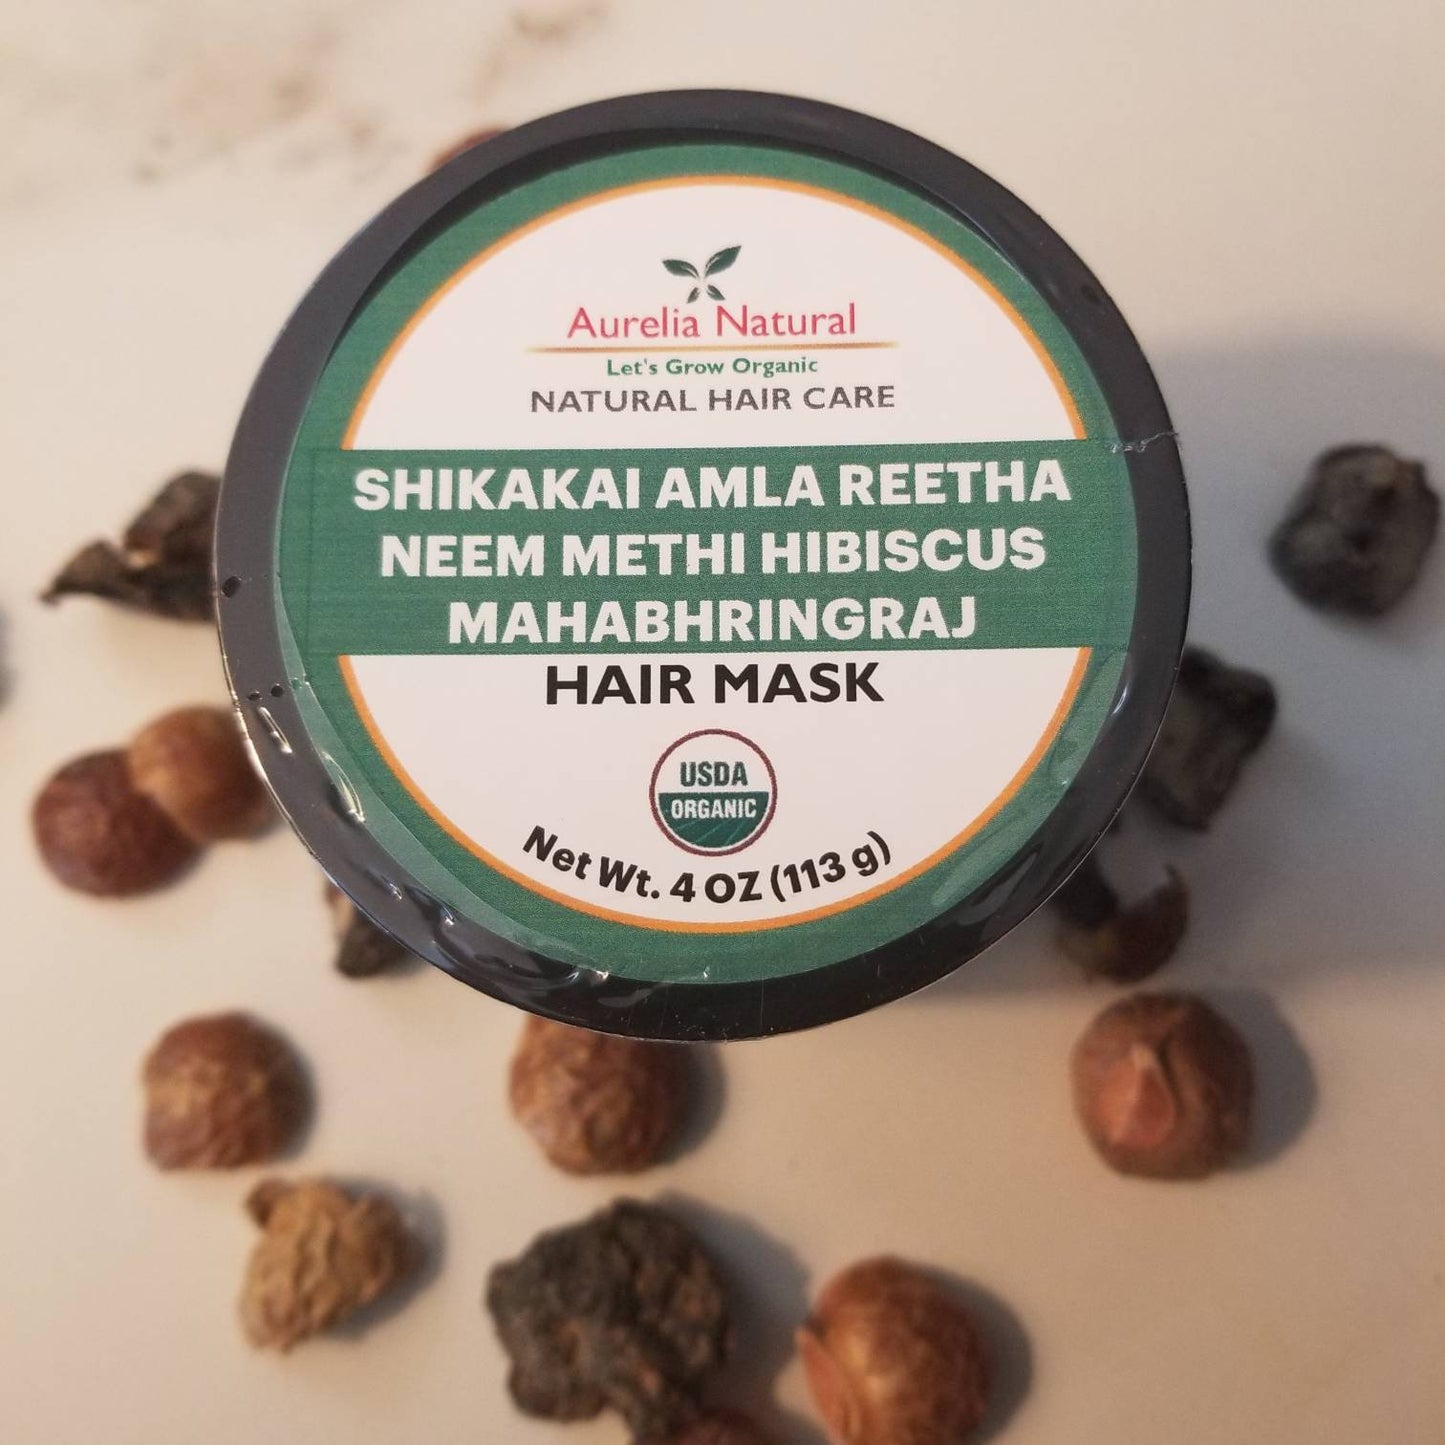 Aurelia Natural
Let's Grow Organic
NATURAL HAIR CARE
SHIKAKAI AMLA REETHA
NEEM METHI HIBISCUS
MAHABHRINGRAJ
HAIR MASK
USDA
ORGANIC
Net Wt. 4 OZ (113 g)